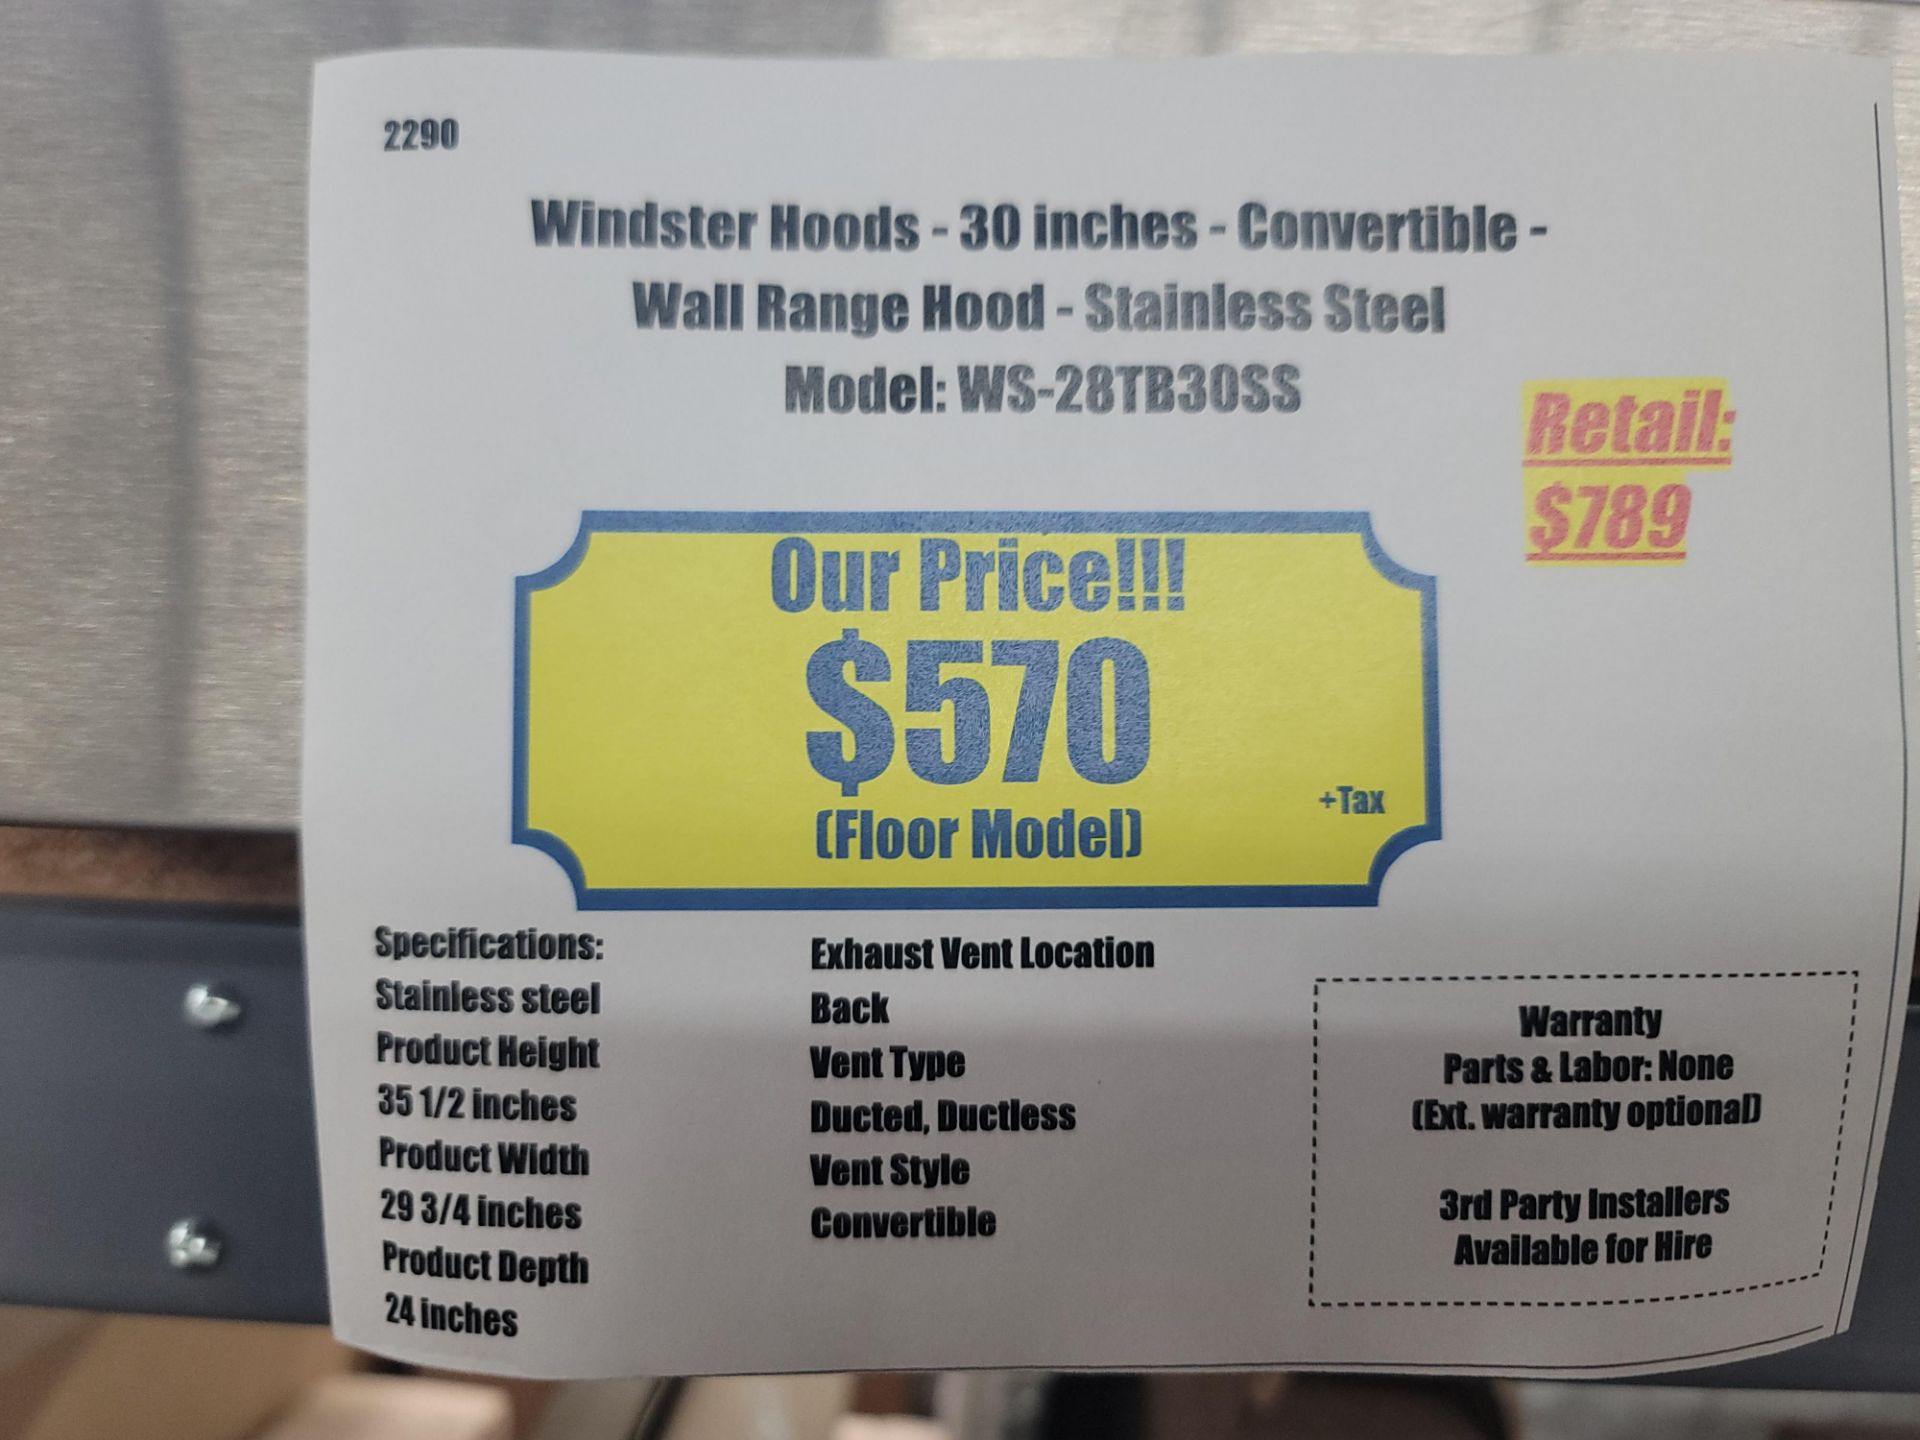 2290
Windster Hoods - 30 inches - Convertible -
Wall Range Hood - Stainless Steel
Model: WS-28TB30SS
Retail:
$789
Our Price!!!
$570
(Floor Model)
+Tax
Specifications:
Stainless steel
Product Height
35 1/2 inches
Product Width
29 3/4 inches
Product Depth
24 inches
Exhaust Vent Location
Back
Vent Type
Ducted, Ductless
Vent Style
Convertible
Warranty
Parts & Labor: None
(Ext. warranty optional)
3rd Party Installers
Available for Hire